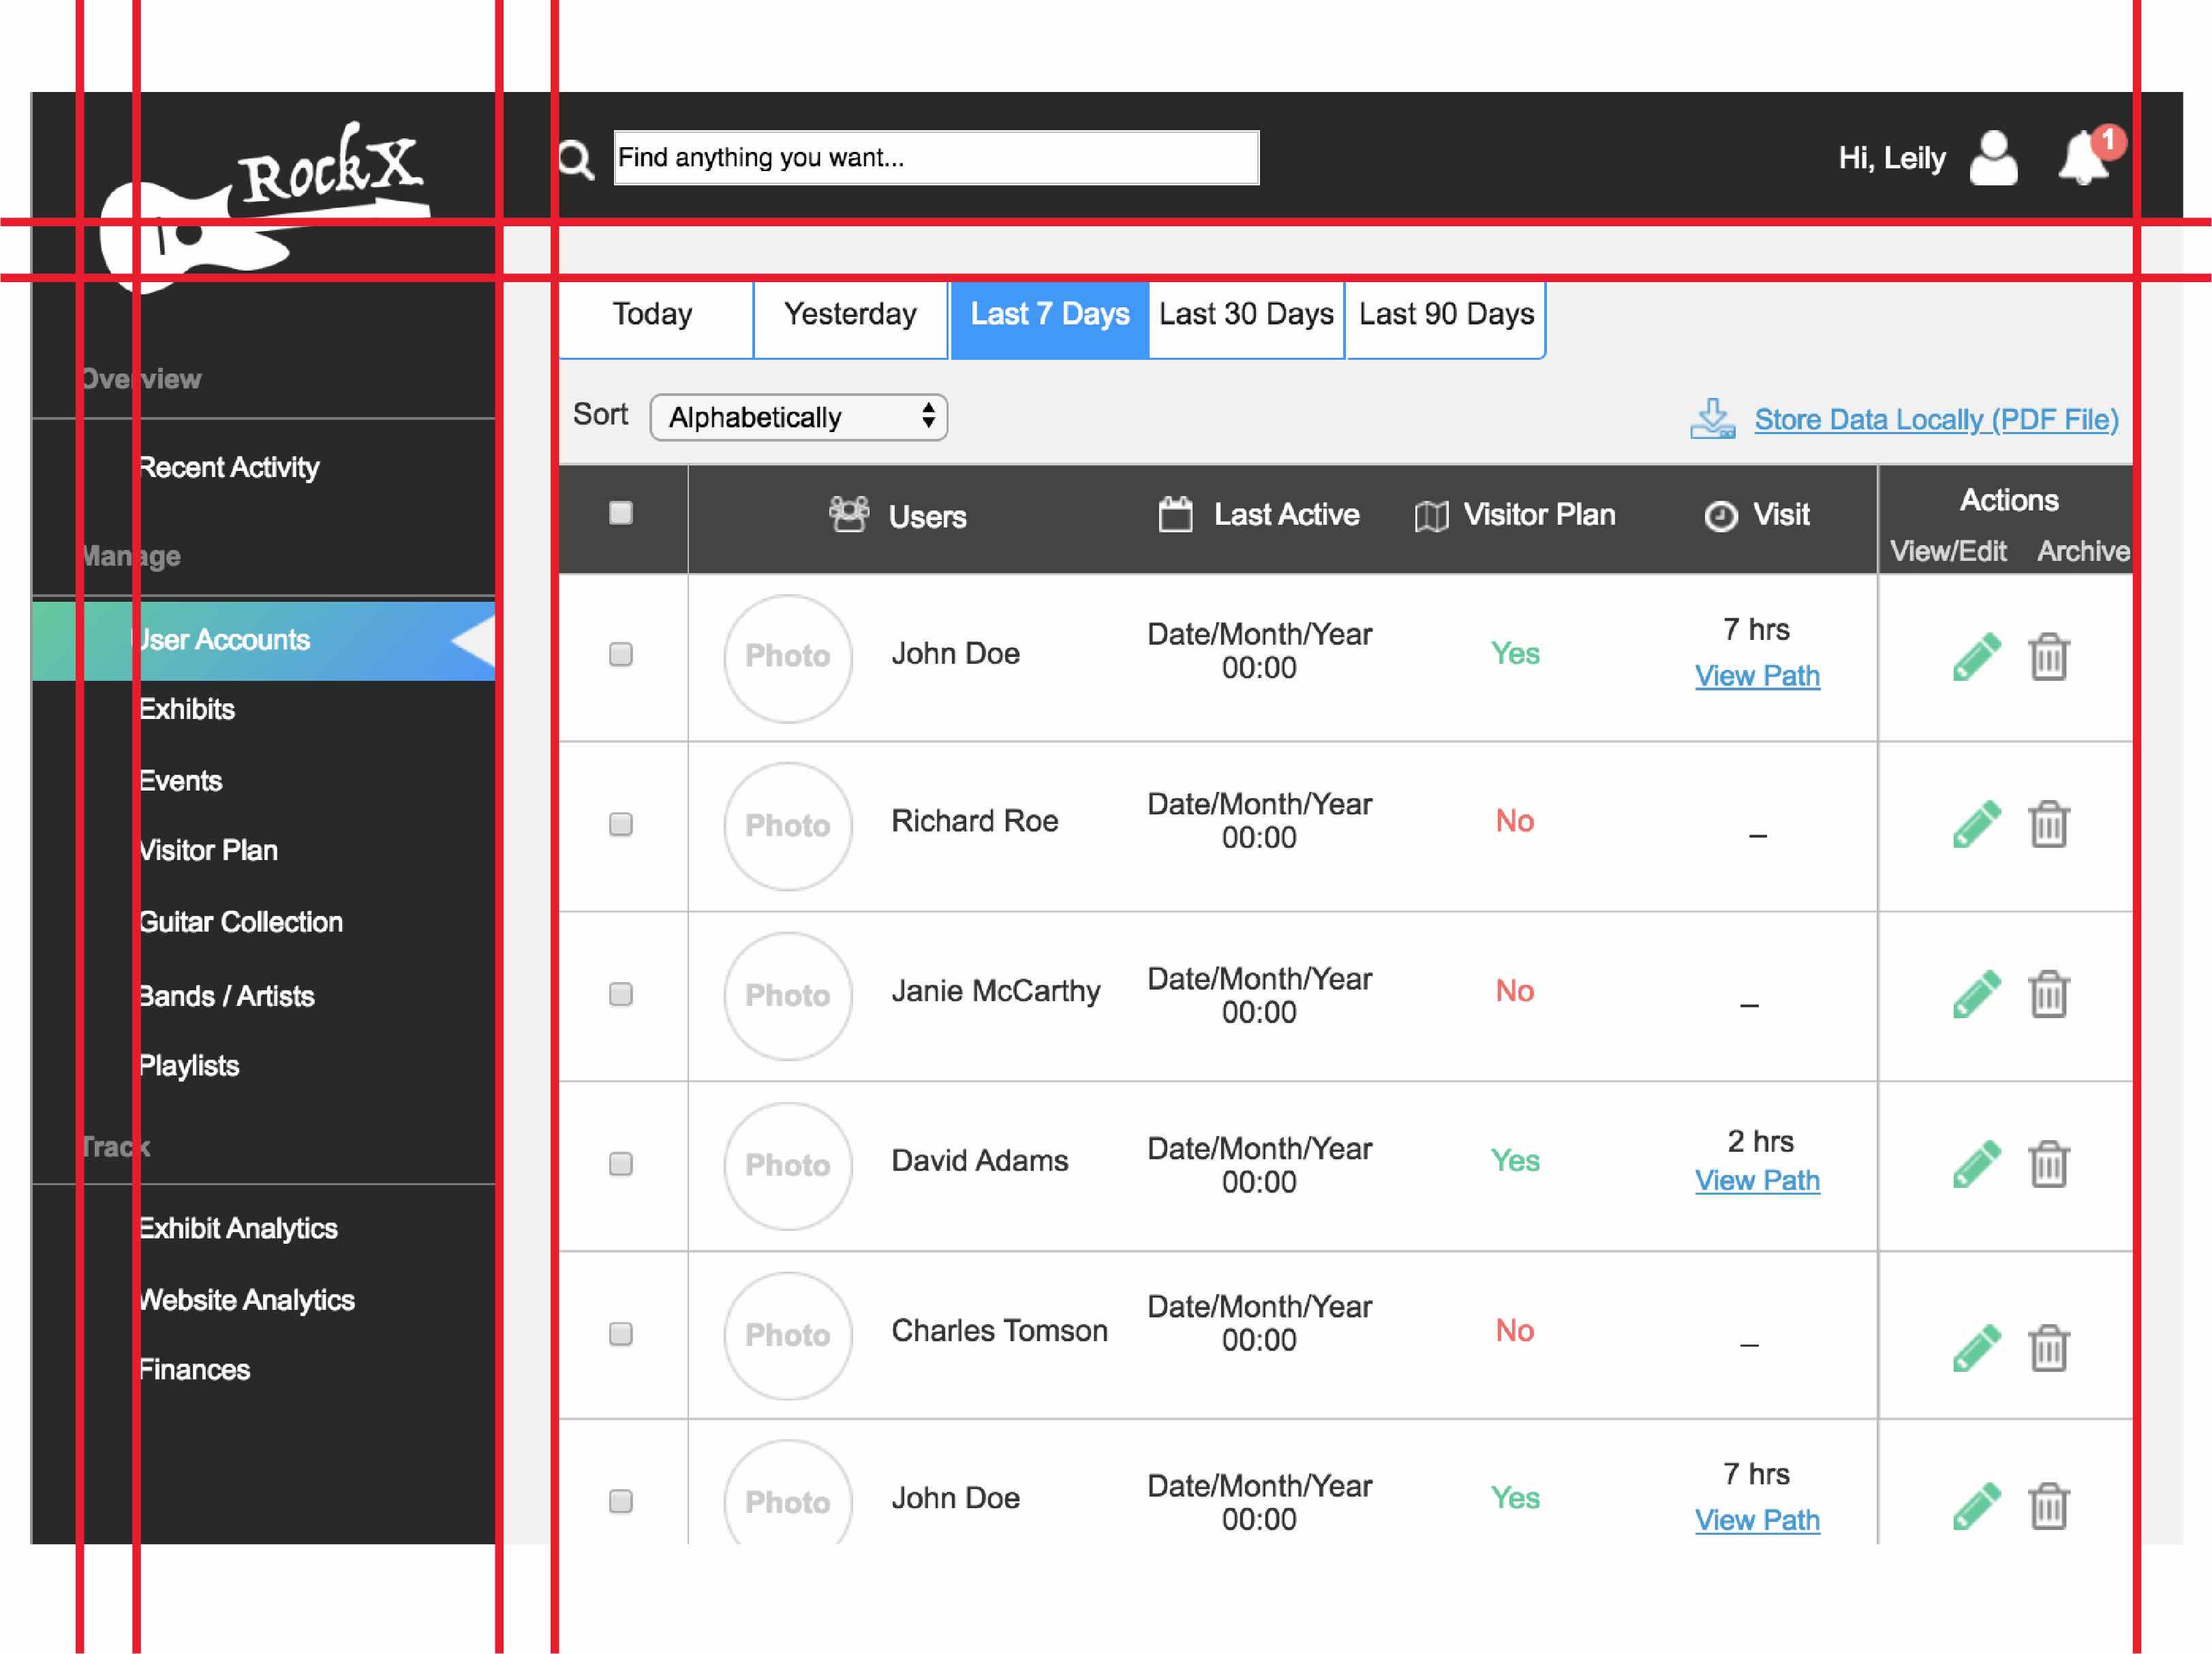 RockX
Find anything you want...
Hi, Leily
1
Overview
Recent Activity
Manage
User Accounts
Exhibits
Events
Visitor Plan
Guitar Collection
Bands / Artists
Playlists
Track
Exhibit Analytics
Website Analytics
Finances
Today Yesterday Last 7 Days Last 30 Days Last 90 Days
Sort Alphabetically
Store Data Locally (PDF File)
Users Last Active Visitor Plan Visit Actions
View/Edit Archive
Photo John Doe Date/Month/Year 00:00 Yes 7 hrs
View Path
Photo Richard Roe Date/Month/Year 00:00 No –
Photo Janie McCarthy Date/Month/Year 00:00 No –
Photo David Adams Date/Month/Year 00:00 Yes 2 hrs
View Path
Photo Charles Tomson Date/Month/Year 00:00 No –
Photo John Doe Date/Month/Year 00:00 Yes 7 hrs
View Path